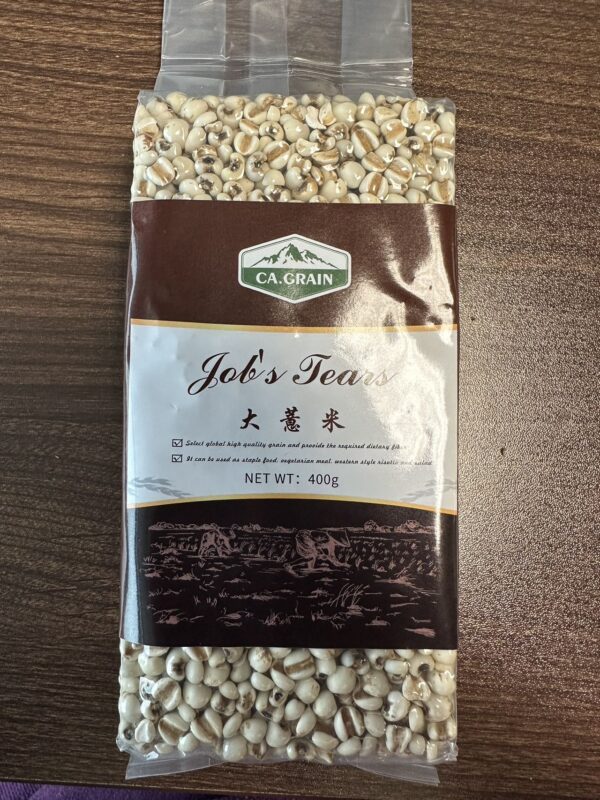 CA.GRAIN
Job's Tears
大薏米
Select global high quality grain and provide the required dietary fiber
It can be used as staple food, vegetarian meal, western style risotto and salad
NET WT: 400g